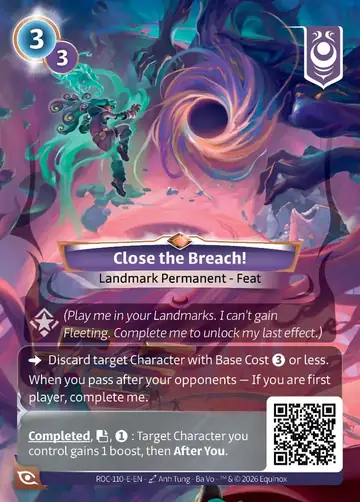 3
3
Close the Breach!
Landmark Permanent - Feat
(Play me in your Landmarks. I can't gain
Fleeting. Complete me to unlock my last effect.)
Discard target Character with Base Cost 3 or less.
When you pass after your opponents — If you are first
player, complete me.
Completed, 1 : Target Character you
control gains 1 boost, then After You.
ROC-110-E-EN - Anh Tung - Ba Vo - ™ & © 2026 Equinox